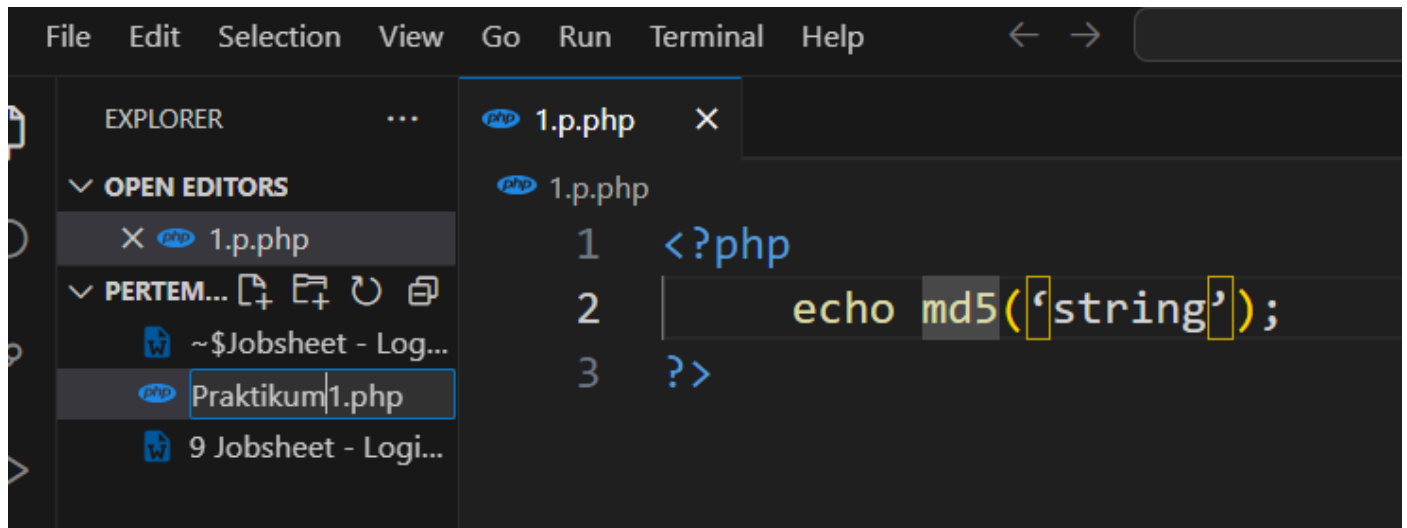 File Edit Selection View Go Run Terminal Help
EXPLORER ...
php 1.p.php
OPEN EDITORS
php 1.p.php
php 1.p.php
PERTEM...
~$Jobsheet - Log...
php Praktikum1.php
9 Jobsheet - Logi...
1 <?php
2 echo md5(‘string’);
3 ?>